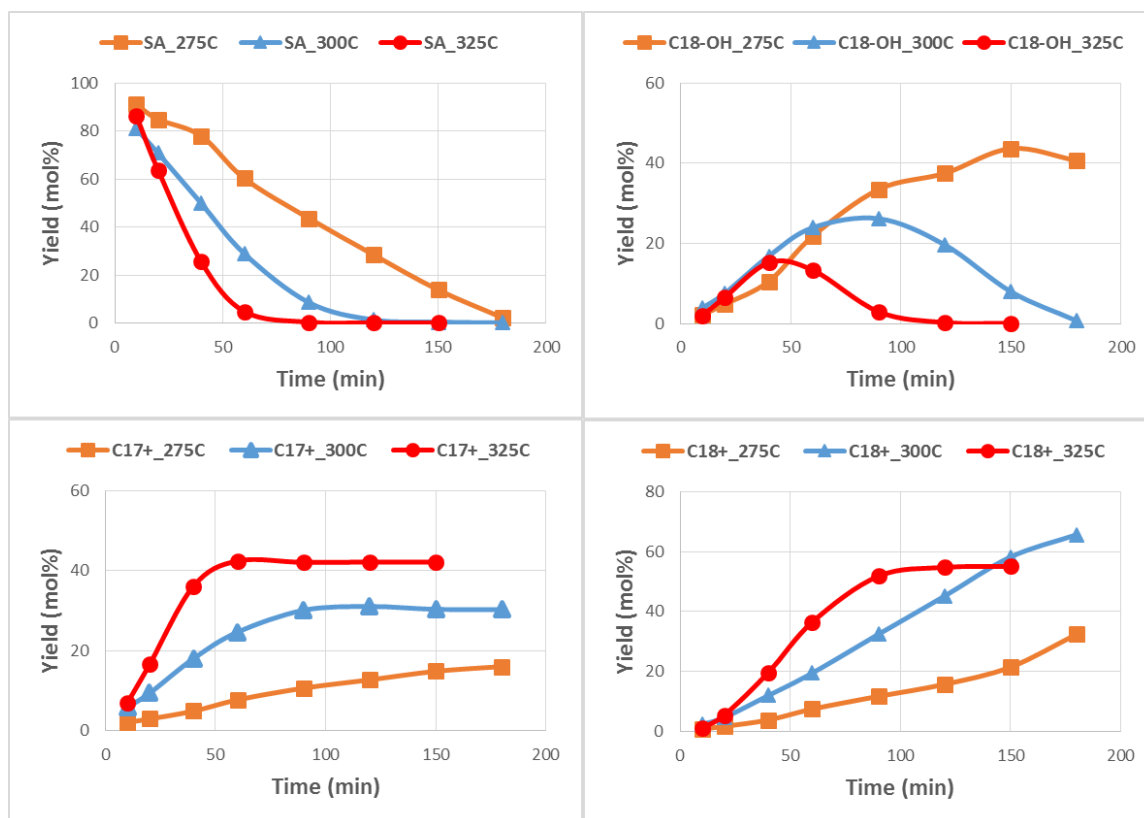 SA_275C SA_300C SA_325C
100
80
60
40
20
0
Yield (mol%)
0 50 100 150 200
Time (min)
C18-OH_275C C18-OH_300C C18-OH_325C
60
40
20
0
Yield (mol%)
0 50 100 150 200
Time (min)
C17+_275C C17+_300C C17+_325C
60
40
20
0
Yield (mol%)
0 50 100 150 200
Time (min)
C18+_275C C18+_300C C18+_325C
80
60
40
20
0
Yield (mol%)
0 50 100 150 200
Time (min)